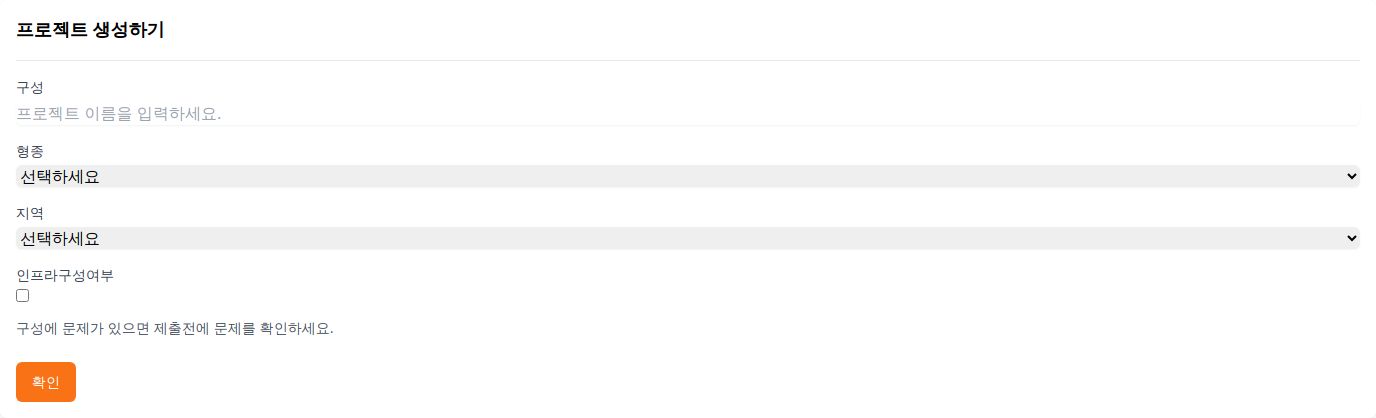 프로젝트 생성하기
구성
프로젝트 이름을 입력하세요.
형종
선택하세요
지역
선택하세요
인프라구성여부
구성에 문제가 있으면 제출전에 문제를 확인하세요.
확인